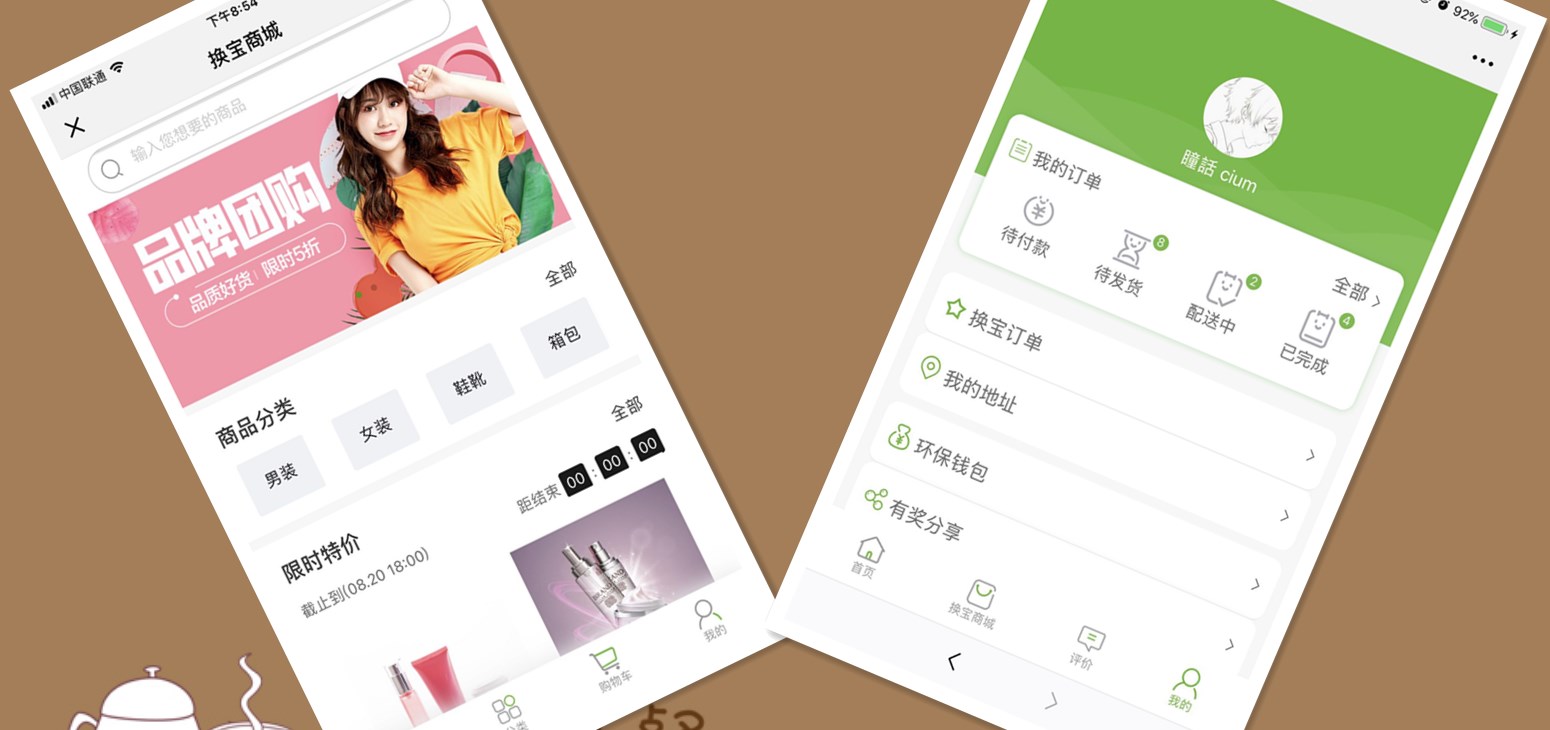 下午8:54
中国联通
换宝商城
输入您想要的商品
品牌团购
品质好货 | 限时5折
全部
商品分类
男装
女装
鞋靴
箱包
全部
限时特价
距结束 00 : 00 : 00
截止到(08.20 18:00)
购物车
我的
92%
瞳話 cium
我的订单
全部
待付款
待发货
8
配送中
2
已完成
4
换宝订单
我的地址
环保钱包
有奖分享
首页
换宝商城
评价
我的